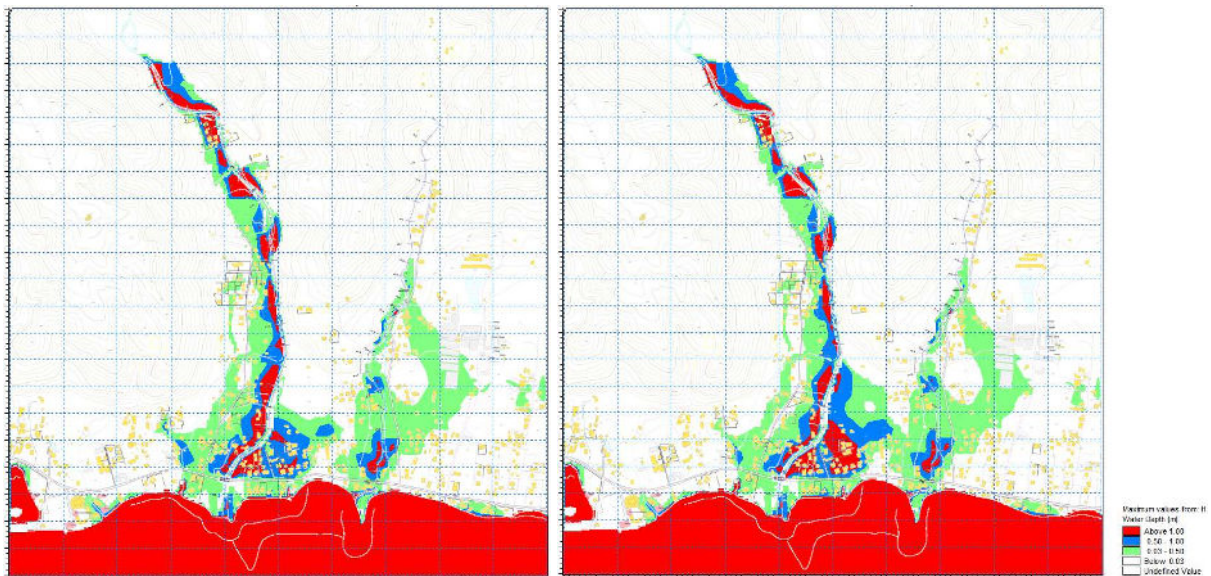 Maximum values from: fl
Water Depth [m]
Above 1.00
0.50 - 1.00
0.03 - 0.50
Below 0.03
Undefined Value